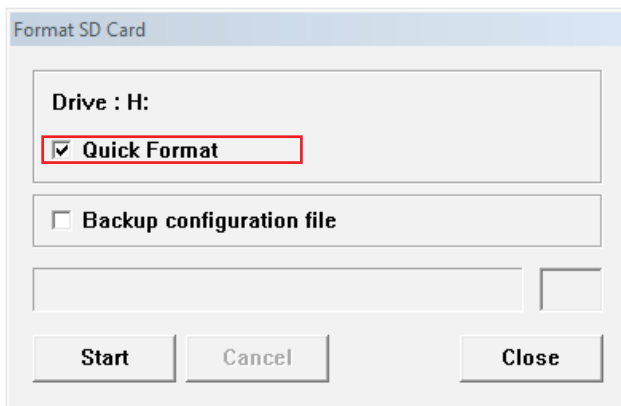 Format SD Card
Drive : H:
Quick Format
Backup configuration file
Start Cancel Close